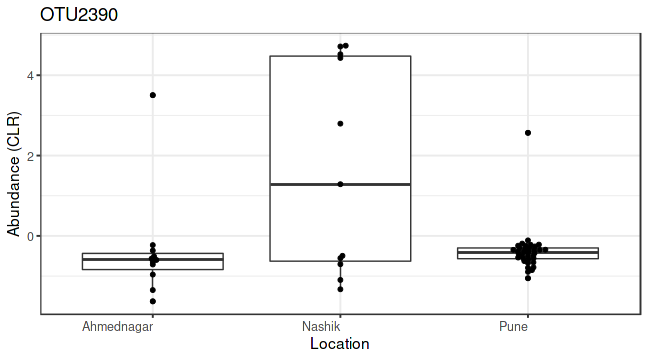 OTU2390
Abundance (CLR)
4
2
0
Ahmednagar
Nashik
Pune
Location